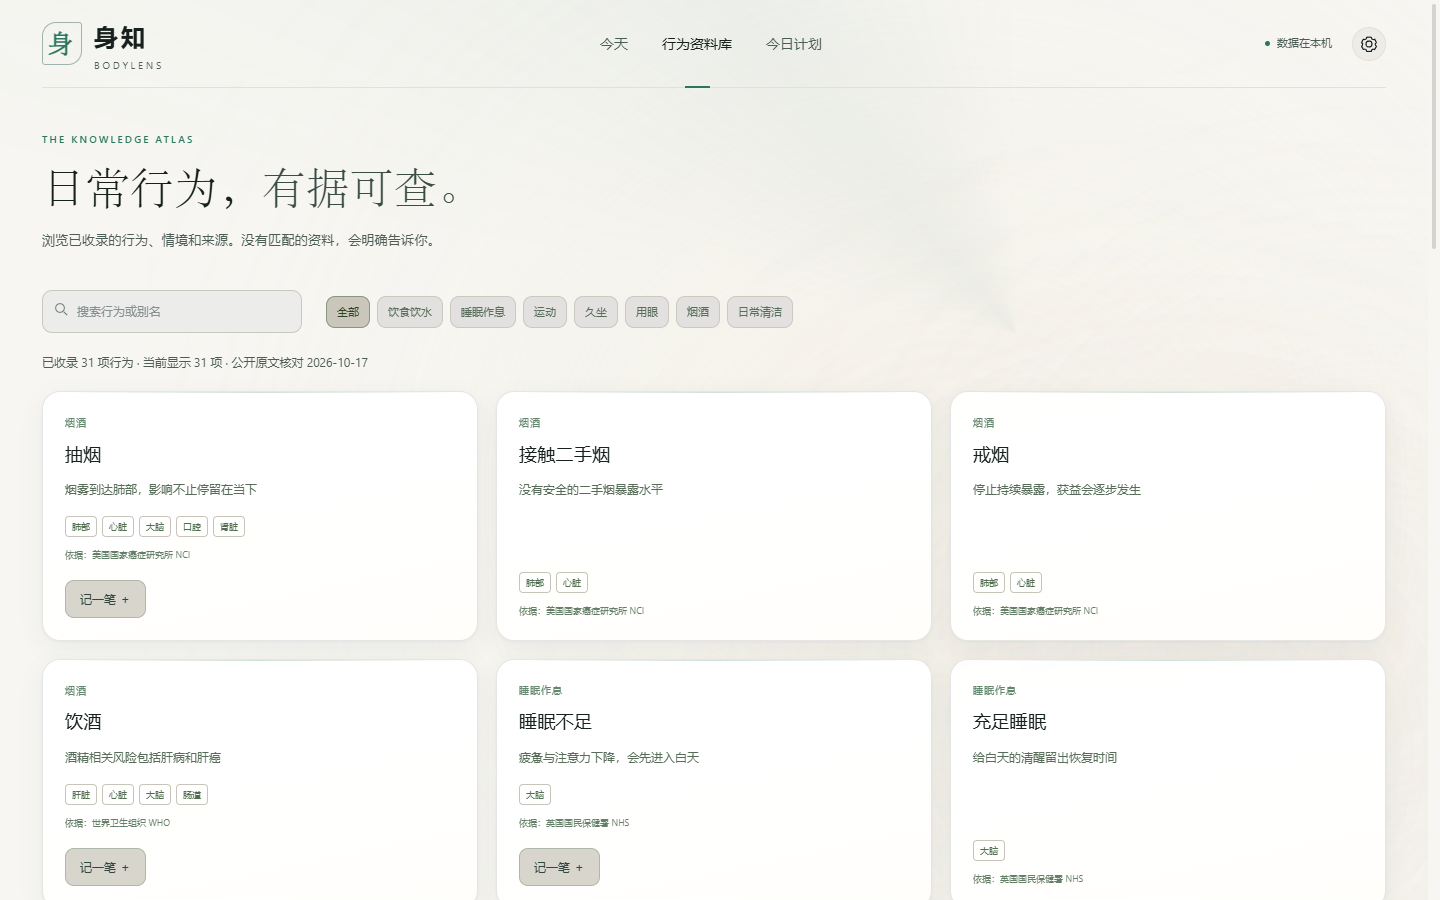 身 身知
BODYLENS
今天 行为资料库 今日计划
数据在本机
THE KNOWLEDGE ATLAS
日常行为，有据可查。
浏览已收录的行为、情境和来源。没有匹配的资料，会明确告诉你。
搜索行为或别名
全部 饮食饮水 睡眠作息 运动 久坐 用眼 烟酒 日常清洁
已收录 31 项行为 · 当前显示 31 项 · 公开原文核对 2026-10-17
烟酒
抽烟
烟雾到达肺部，影响不止停留在当下
肺部 心脏 大脑 口腔 肾脏
依据：美国国家癌症研究所 NCI
记一笔 +
烟酒
接触二手烟
没有安全的二手烟暴露水平
肺部 心脏
依据：美国国家癌症研究所 NCI
烟酒
戒烟
停止持续暴露，获益会逐步发生
肺部 心脏
依据：美国国家癌症研究所 NCI
烟酒
饮酒
酒精相关风险包括肝病和肝癌
肝脏 心脏 大脑 肠道
依据：世界卫生组织 WHO
记一笔 +
睡眠作息
睡眠不足
疲惫与注意力下降，会先进入白天
大脑
依据：英国国民保健署 NHS
记一笔 +
睡眠作息
充足睡眠
给白天的清醒留出恢复时间
大脑
依据：英国国民保健署 NHS